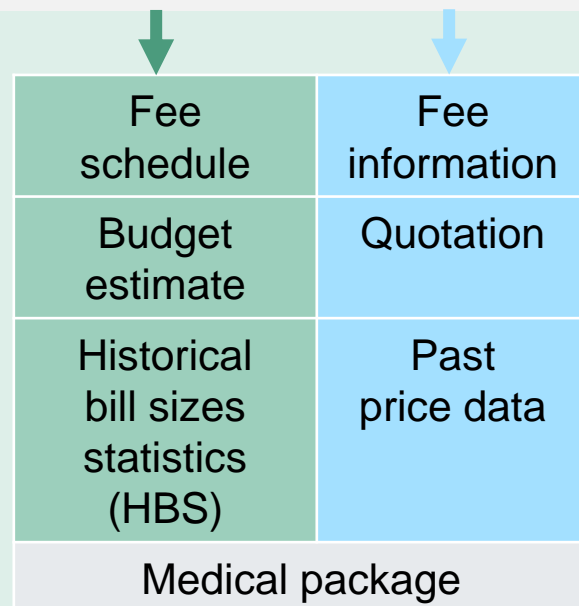 Fee
schedule
Fee
information
Budget
estimate
Quotation
Historical
bill sizes
statistics
(HBS)
Past
price data
Medical package